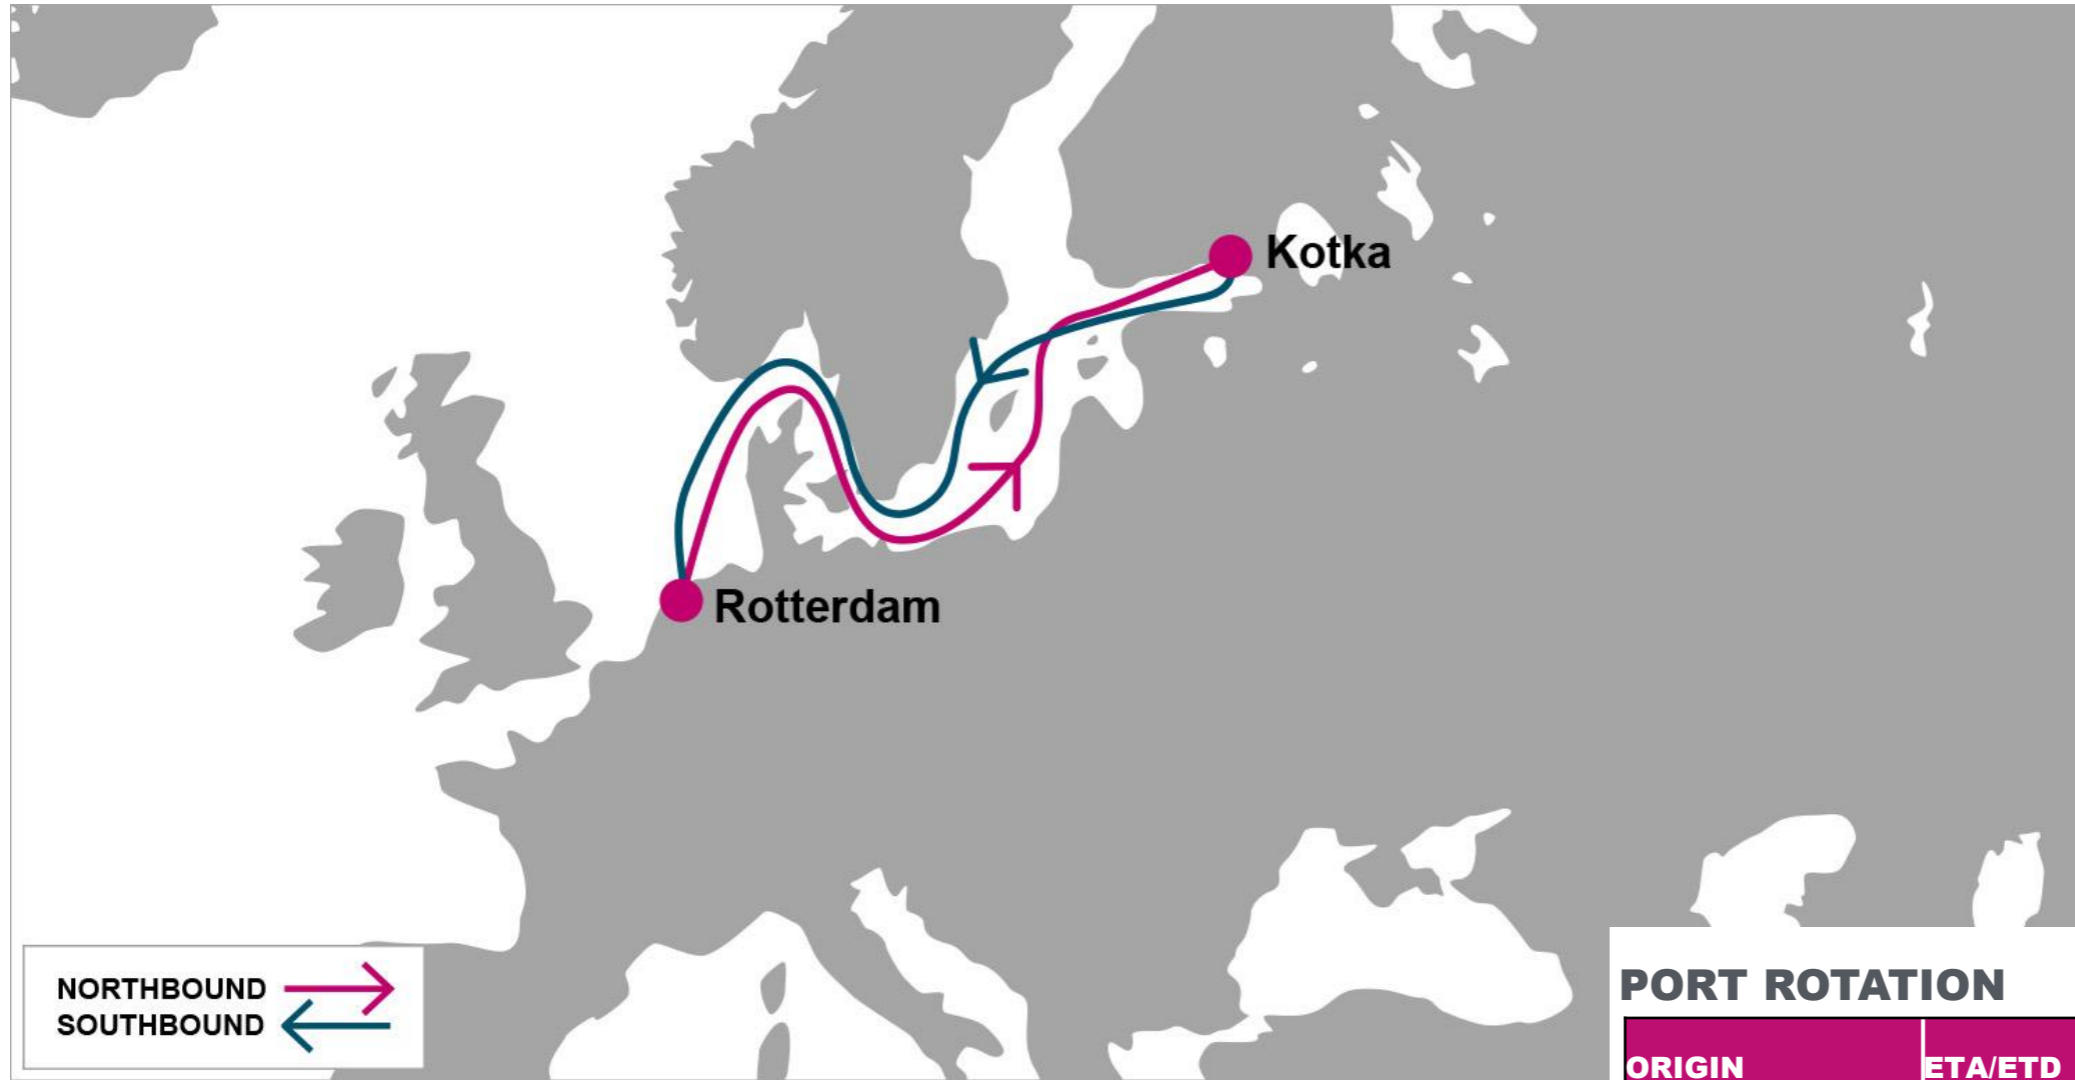 Kotka
Rotterdam
NORTHBOUND
SOUTHBOUND
PORT ROTATION
ORIGIN ETA/ETD